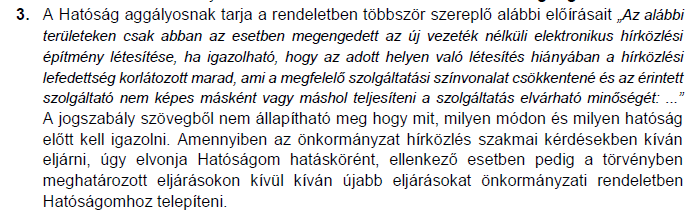 3. A Hatóság aggályosnak tarja a rendeletben többször szereplő alábbi előírásait „Az alábbi
területeken csak abban az esetben megengedett az új vezeték nélküli elektronikus hírközlési
építmény létesítése, ha igazolható, hogy az adott helyen való létesítés hiányában a hírközlési
lefedettség korlátozott marad, ami a megfelelő szolgáltatási színvonalat csökkentené és az érintett
szolgáltató nem képes másként vagy máshol teljesíteni a szolgáltatás elvárható minőségét: ...”
A jogszabály szövegből nem állapítható meg hogy mit, milyen módon és milyen hatóság
előtt kell igazolni. Amennyiben az önkormányzat hírközlés szakmai kérdésekben kíván
eljárni, úgy elvonja Hatóságom hatáskörént, ellenkező esetben pedig a törvényben
meghatározott eljárásokon kívül kíván újabb eljárásokat önkormányzati rendeletben
Hatóságomhoz telepíteni.